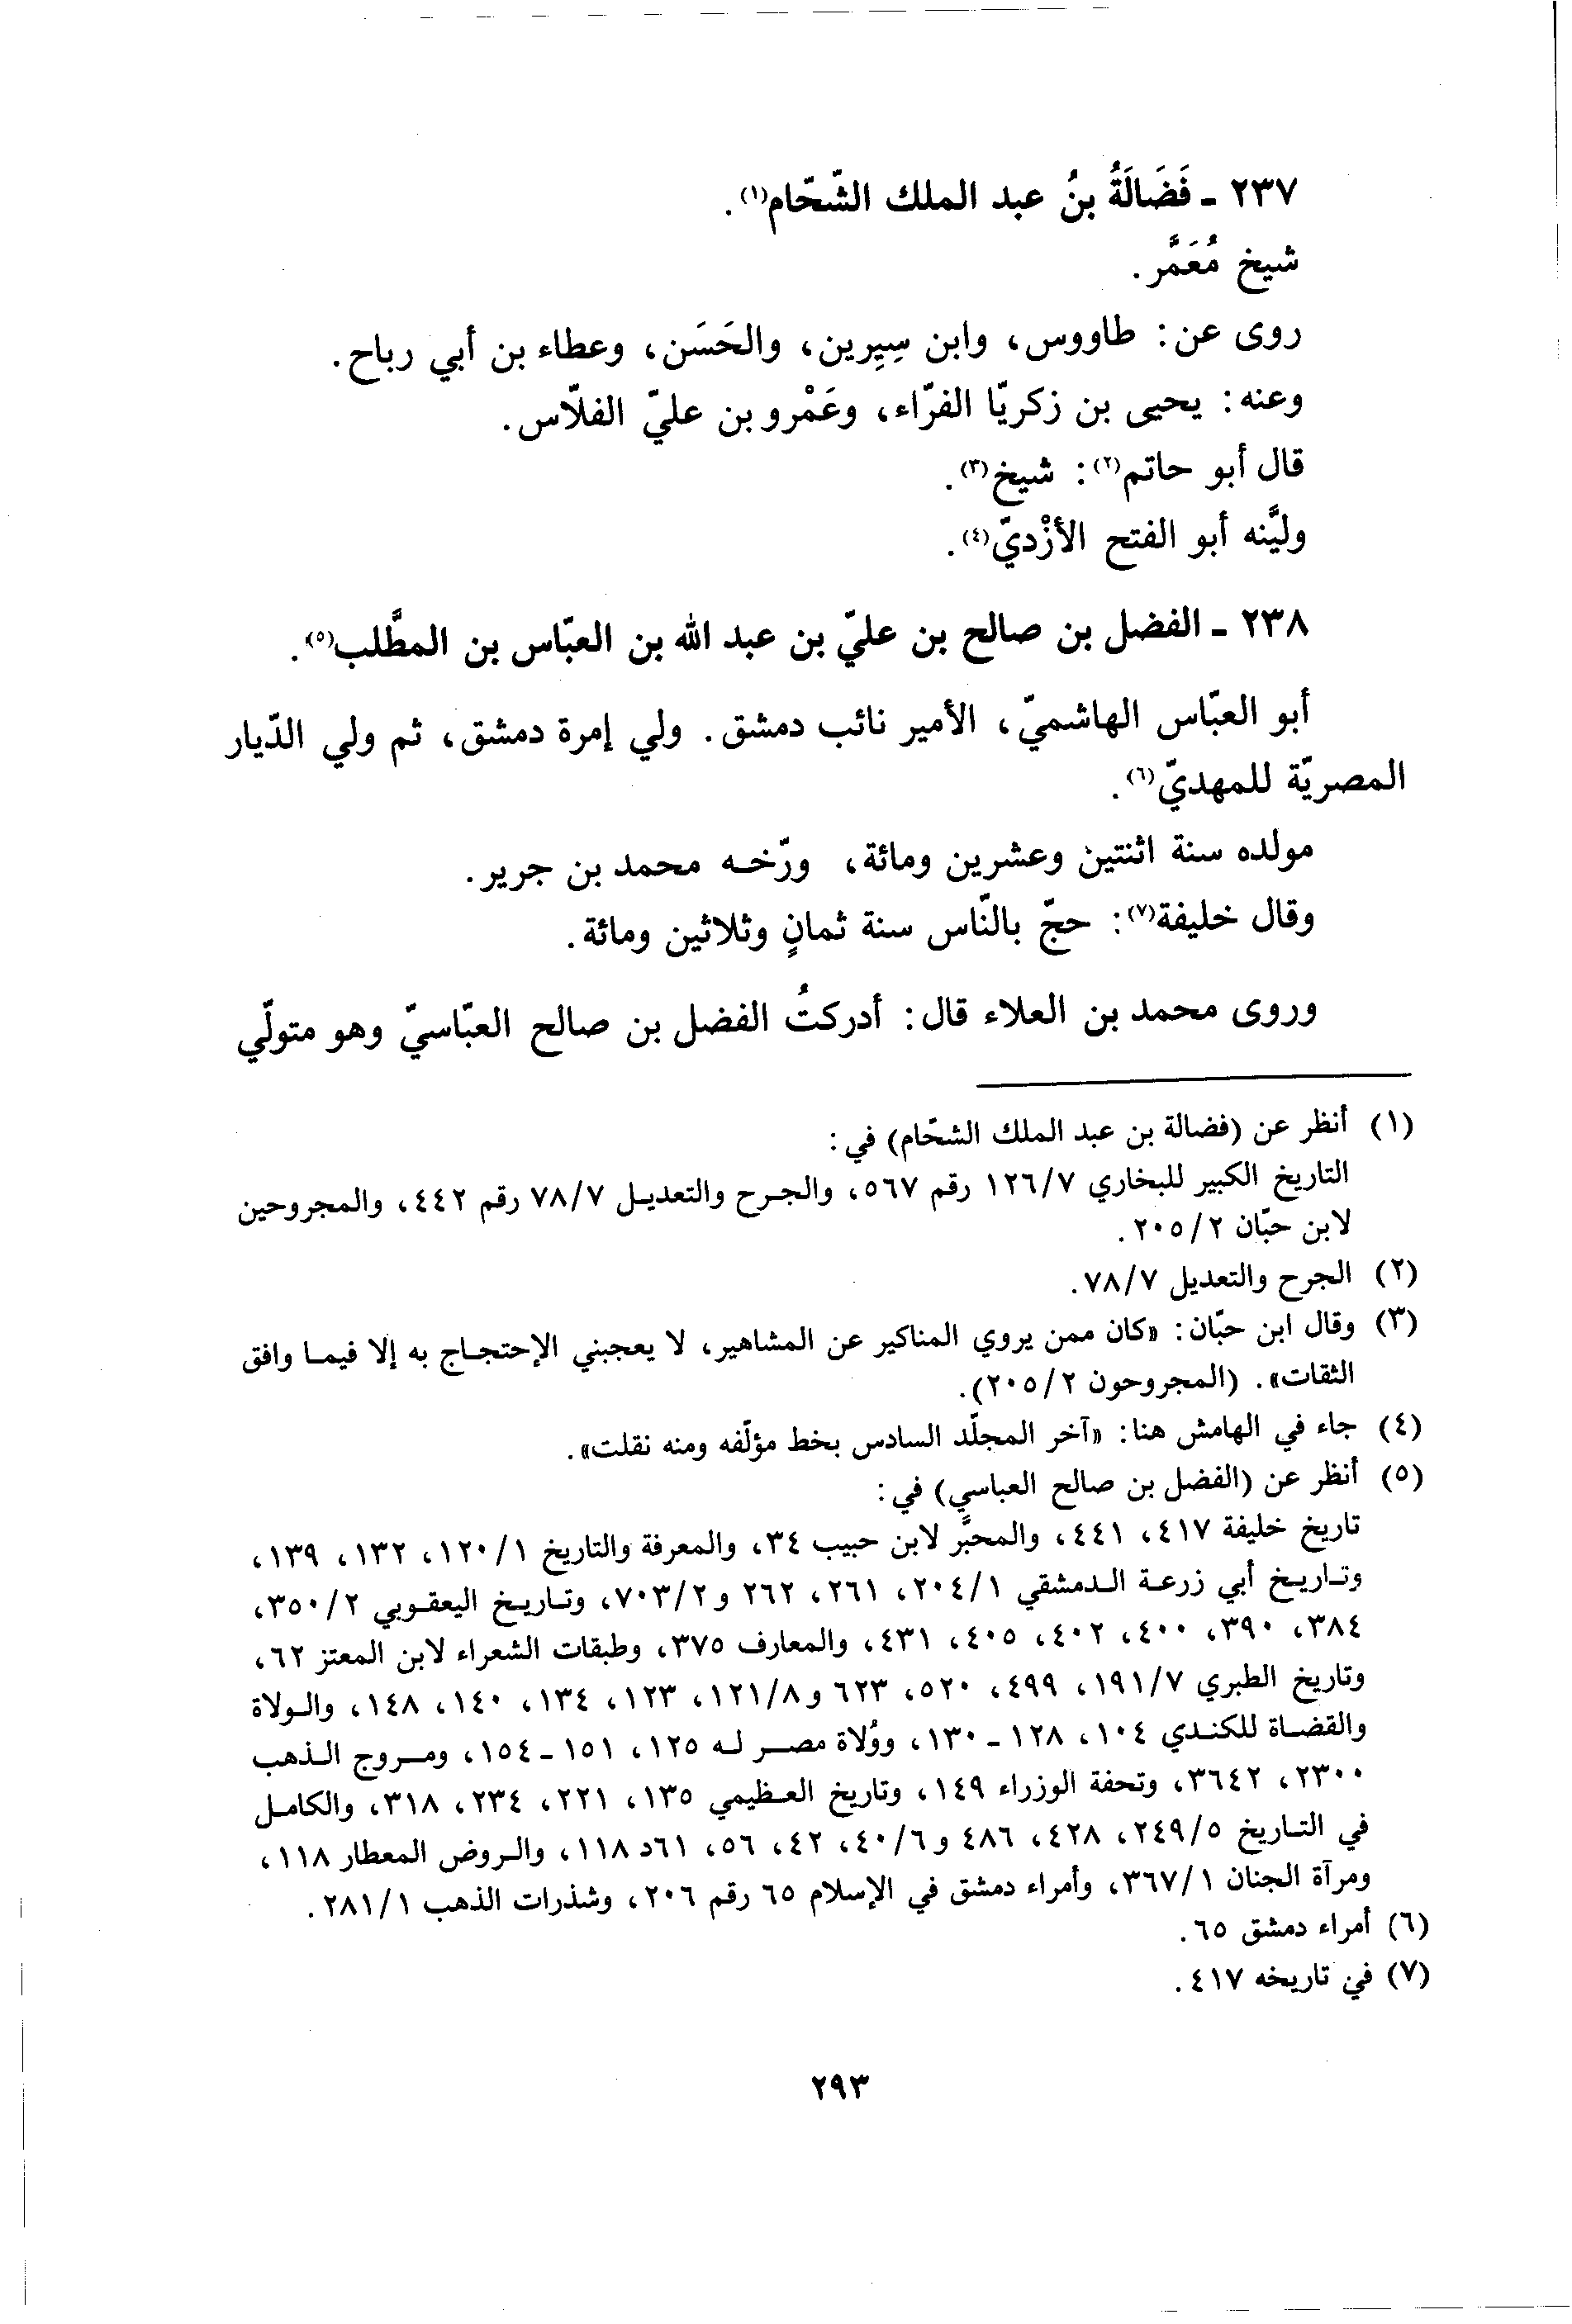 ٢٣٧ ـ فَضَالَةُ بنُ عبد الملك الشّحّام(١).
شيخ مُعَمَّر.
روى عن: طاووس، وابن سِيِرين، والحَسَن، وعطاء بن أبي رباح.
وعنه: يحيى بن زكريّا الفرّاء، وعَمْرو بن عليّ الفلّاس.
قال أبو حاتم(٢): شيخ(٣).
وليَّنه أبو الفتح الأزْديّ(٤).
٢٣٨ ـ الفضل بن صالح بن عليّ بن عبد الله بن العبّاس بن المطَّلب(٥).
أبو العبّاس الهاشميّ، الأمير نائب دمشق. ولي إمرة دمشق، ثم ولي الدّيار
المصريّة للمهديّ(٦).
مولده سنة اثنتين وعشرين ومائة، ورّخه محمد بن جرير.
وقال خليفة(٧): حجّ بالنّاس سنة ثمانٍ وثلاثين ومائة.
وروى محمد بن العلاء قال: أدركتُ الفضل بن صالح العبّاسيّ وهو متولّي
(١) أنظر عن (فضالة بن عبد الملك الشحّام) في:
التاريخ الكبير للبخاري ١٢٦/٧ رقم ٥٦٧، والجرح والتعديل ٧٨/٧ رقم ٤٤٢، والمجروحين
لابن حبّان ٢٠٥/٢.
(٢) الجرح والتعديل ٧٨/٧.
(٣) وقال ابن حبّان: «كان ممن يروي المناكير عن المشاهير، لا يعجبني الإحتجاج به إلا فيما وافق
الثقات». (المجروحون ٢٠٥/٢).
(٤) جاء في الهامش هنا: «آخر المجلّد السادس بخط مؤلّفه ومنه نقلت».
(٥) أنظر عن (الفضل بن صالح العباسي) في:
تاريخ خليفة ٤١٧، ٤٤١، والمحبّر لابن حبيب ٣٤، والمعرفة والتاريخ ١٢٠/١، ١٣٢، ١٣٩،
وتاريخ أبي زرعة الدمشقي ٢٠٤/١، ٢٦١، ٢٦٢ و٧٠٣/٢، وتاريخ اليعقوبي ٣٥٠/٢،
٣٨٤، ٣٩٠، ٤٠٠، ٤٠٢، ٤٠٥، ٤٣١، والمعارف ٣٧٥، وطبقات الشعراء لابن المعتز ٦٢،
وتاريخ الطبري ١٩١/٧، ٤٩٩، ٥٢٠، ٦٢٣ و١٢١/٨، ١٢٣، ١٣٤، ١٤٠، ١٤٨، والولاة
والقضاة للكندي ١٠٤، ١٢٨ ـ ١٣٠، ووُلاة مصر له ١٢٥، ١٥١ ـ ١٥٤، ومروج الذهب
٢٣٠٠، ٣٦٤٢، وتحفة الوزراء ١٤٩، وتاريخ العظيمي ١٣٥، ٢٢١، ٢٣٤، ٣١٨، والكامل
في التاريخ ٢٤٩/٥، ٤٢٨، ٤٨٦ و٤٠/٦، ٤٢، ٥٦، ٦١د ١١٨، والروض المعطار ١١٨،
ومرآة الجنان ٣٦٧/١، وأمراء دمشق في الإسلام ٦٥ رقم ٢٠٦، وشذرات الذهب ٢٨١/١.
(٦) أمراء دمشق ٦٥.
(٧) في تاريخه ٤١٧.
٢٩٣